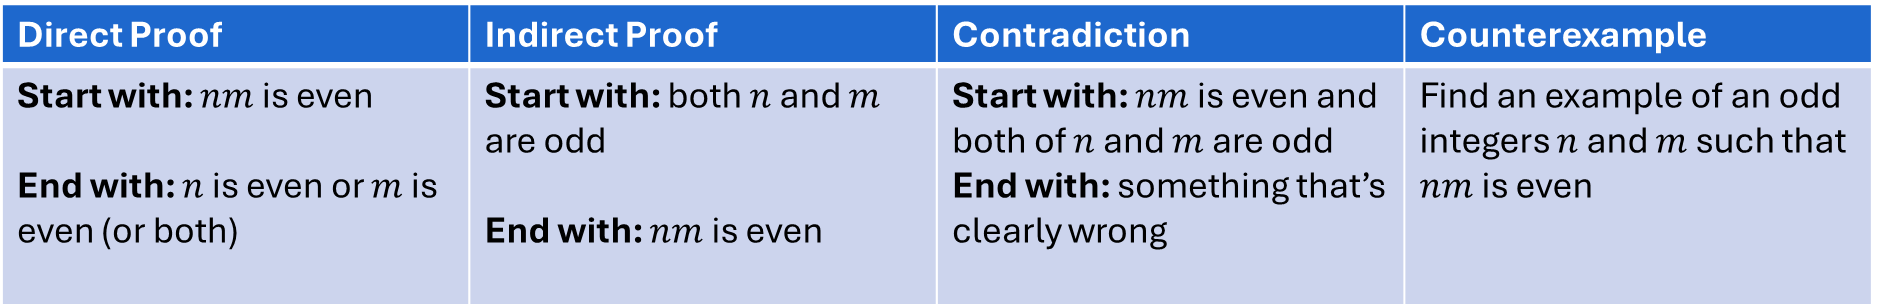 Direct Proof
Start with: nm is even
End with: n is even or m is
even (or both)
Indirect Proof
Start with: both n and m
are odd
End with: nm is even
Contradiction
Start with: nm is even and
both of n and m are odd
End with: something that's
clearly wrong
Counterexample
Find an example of an odd
integers n and m such that
nm is even